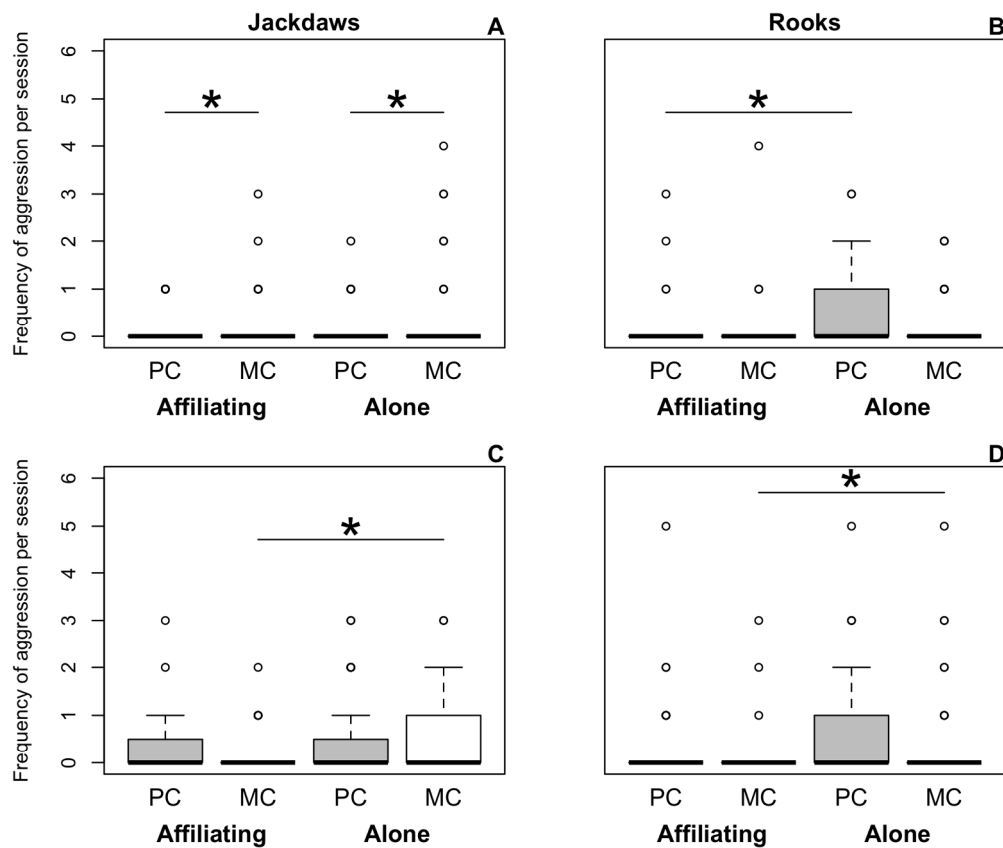 Jackdaws A
Rooks B
Frequency of aggression per session
6
5
4
3
2
1
0
* *
*
PC MC PC MC
Affiliating Alone
PC MC PC MC
Affiliating Alone
C
D
Frequency of aggression per session
6
5
4
3
2
1
0
*
*
PC MC PC MC
Affiliating Alone
PC MC PC MC
Affiliating Alone